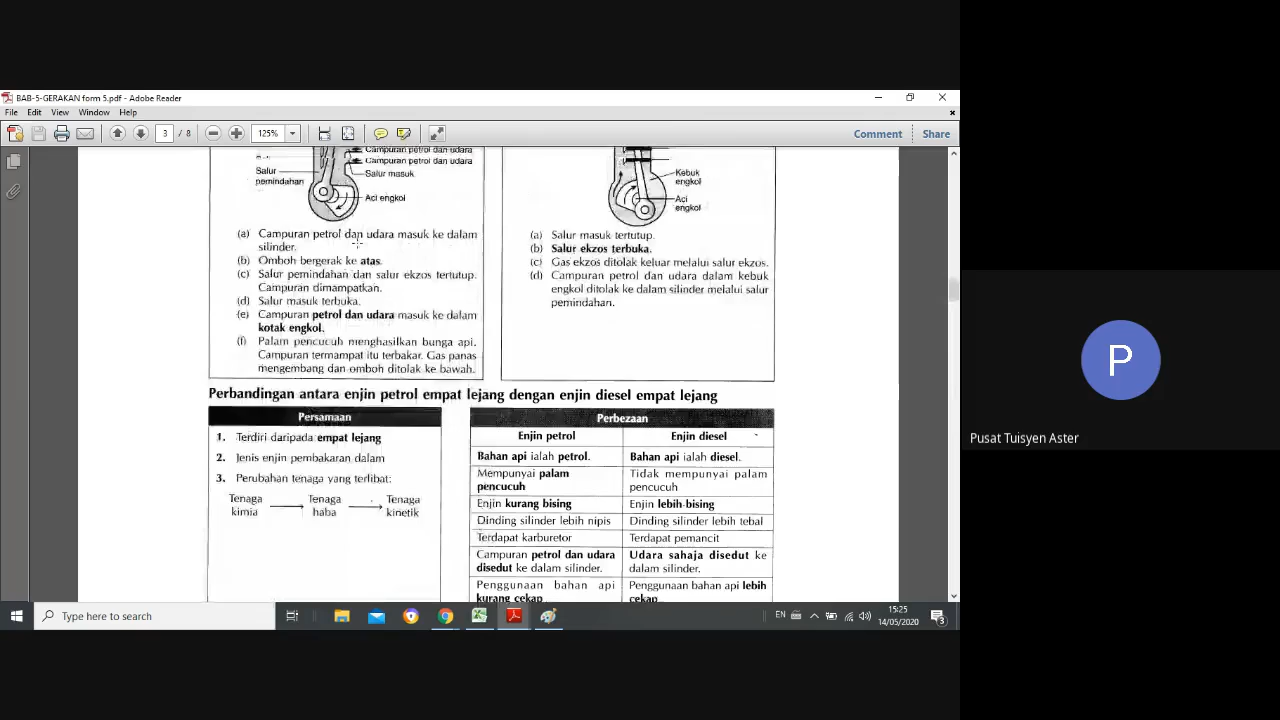 BAB-5-GERAKAN form 5.pdf - Adobe Reader
File Edit View Window Help
3 / 8 125% Comment Share
Campuran petrol dan udara
Campuran petrol dan udara
Salur masuk
Salur
pemindahan
Aci engkol
(a) Campuran petrol dan udara masuk ke dalam
silinder.
(b) Omboh bergerak ke atas.
(c) Salur pemindahan dan salur ekzos tertutup.
Campuran dimampatkan.
(d) Salur masuk terbuka.
(e) Campuran petrol dan udara masuk ke dalam
kotak engkol.
(f) Palam pencucuh menghasilkan bunga api.
Campuran termampat itu terbakar. Gas panas
mengembang dan omboh ditolak ke bawah.
Kebuk
engkol
Aci
engkol
(a) Salur masuk tertutup.
(b) Salur ekzos terbuka.
(c) Gas ekzos ditolak keluar melalui salur ekzos.
(d) Campuran petrol dan udara dalam kebuk
engkol ditolak ke dalam silinder melalui salur
pemindahan.
Perbandingan antara enjin petrol empat lejang dengan enjin diesel empat lejang
Persamaan
1. Terdiri daripada empat lejang
2. Jenis enjin pembakaran dalam
3. Perubahan tenaga yang terlibat:
Tenaga Tenaga Tenaga
kimia haba kinetik
Perbezaan
Enjin petrol Enjin diesel
Bahan api ialah petrol. Bahan api ialah diesel.
Mempunyai palam
pencucuh
Tidak mempunyai palam
pencucuh
Enjin kurang bising Enjin lebih bising
Dinding silinder lebih nipis Dinding silinder lebih tebal
Terdapat karburetor Terdapat pemancit
Campuran petrol dan udara
disedut ke dalam silinder.
Udara sahaja disedut ke
dalam silinder.
Penggunaan bahan api
kurang cekap
Penggunaan bahan api lebih
cekap
Type here to search
EN
15:25
14/05/2020
3
P
Pusat Tuisyen Aster